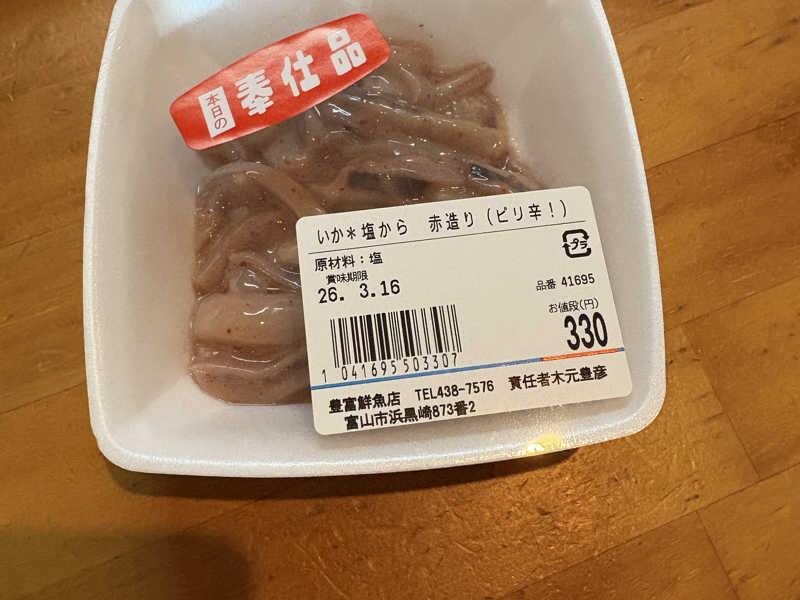 本日の
奉仕品
いか*塩から 赤造り(ピリ辛!)
プラ
原材料:塩
賞味期限
26. 3.16
品番 41695
お値段(円)
330
1 041695 503307
豊富鮮魚店 TEL438-7576 責任者木元豊彦
富山市浜黒崎873番2